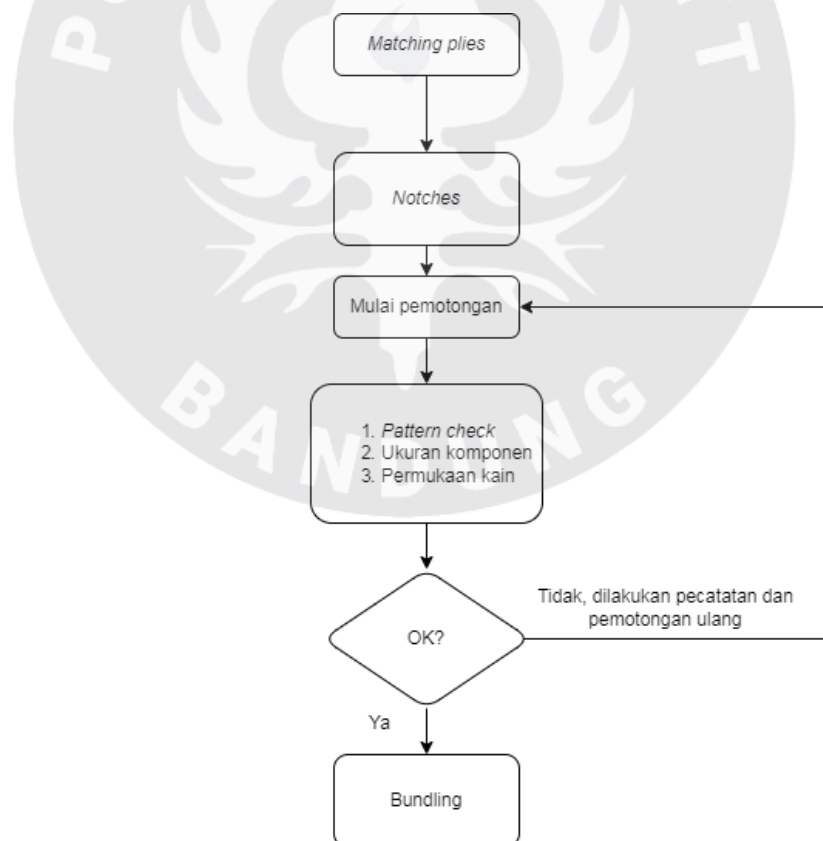 Matching plies
Notches
Mulai pemotongan
1. Pattern check
2. Ukuran komponen
3. Permukaan kain
OK?
Tidak, dilakukan pecatatan dan
pemotongan ulang
Ya
Bundling
BANDUNG